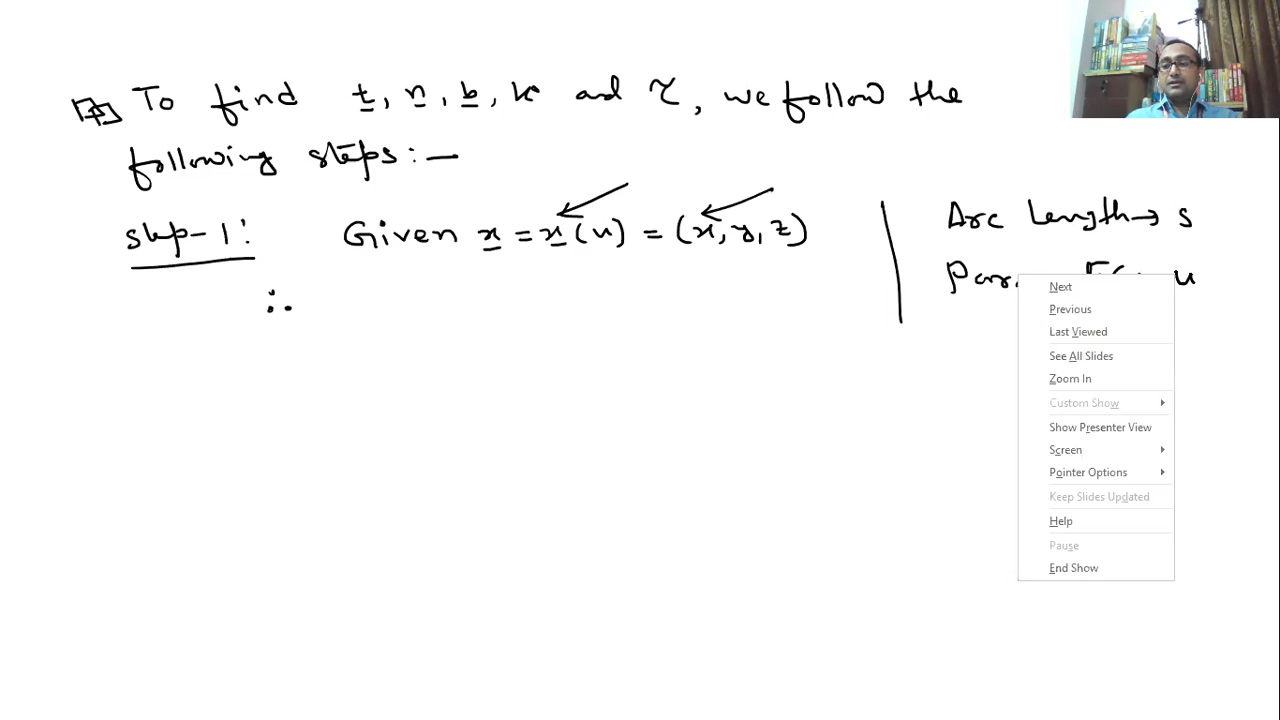 To find t, n, b, k and τ, we follow the
following steps:—
Step-1: Given x = x(u) = (x, y, z)
∴
Arc Length→ s
u
Next
Previous
Last Viewed
See All Slides
Zoom In
Custom Show
Show Presenter View
Screen
Pointer Options
Keep Slides Updated
Help
Pause
End Show